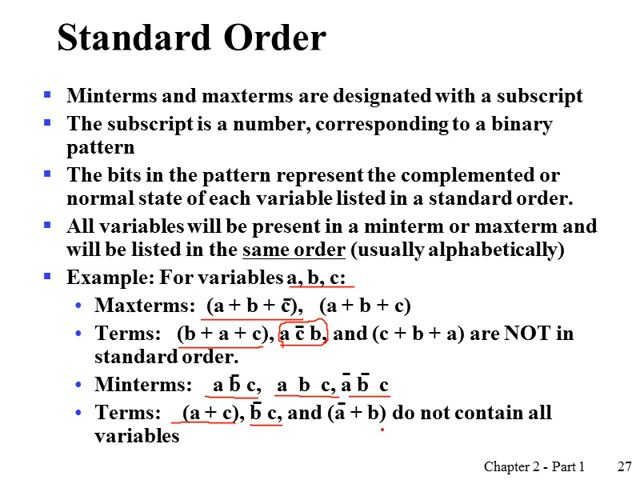 Standard Order
▪ Minterms and maxterms are designated with a subscript
▪ The subscript is a number, corresponding to a binary
pattern
▪ The bits in the pattern represent the complemented or
normal state of each variable listed in a standard order.
▪ All variables will be present in a minterm or maxterm and
will be listed in the same order (usually alphabetically)
▪ Example: For variables a, b, c:
• Maxterms: (a + b + c̄), (a + b + c)
• Terms: (b + a + c), a c̄ b, and (c + b + a) are NOT in
standard order.
• Minterms: a b̄ c, a b c, ā b̄ c
• Terms: (a + c), b̄ c, and (ā + b) do not contain all
variables
Chapter 2 - Part 1 27